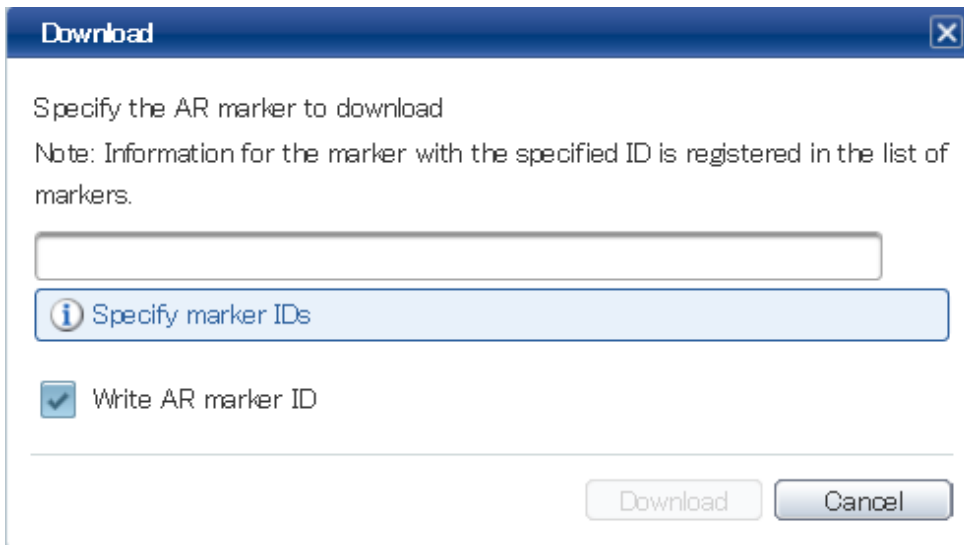 Download
Specify the AR marker to download
Note: Information for the marker with the specified ID is registered in the list of
markers.
Specify marker IDs
Write AR marker ID
Download
Cancel